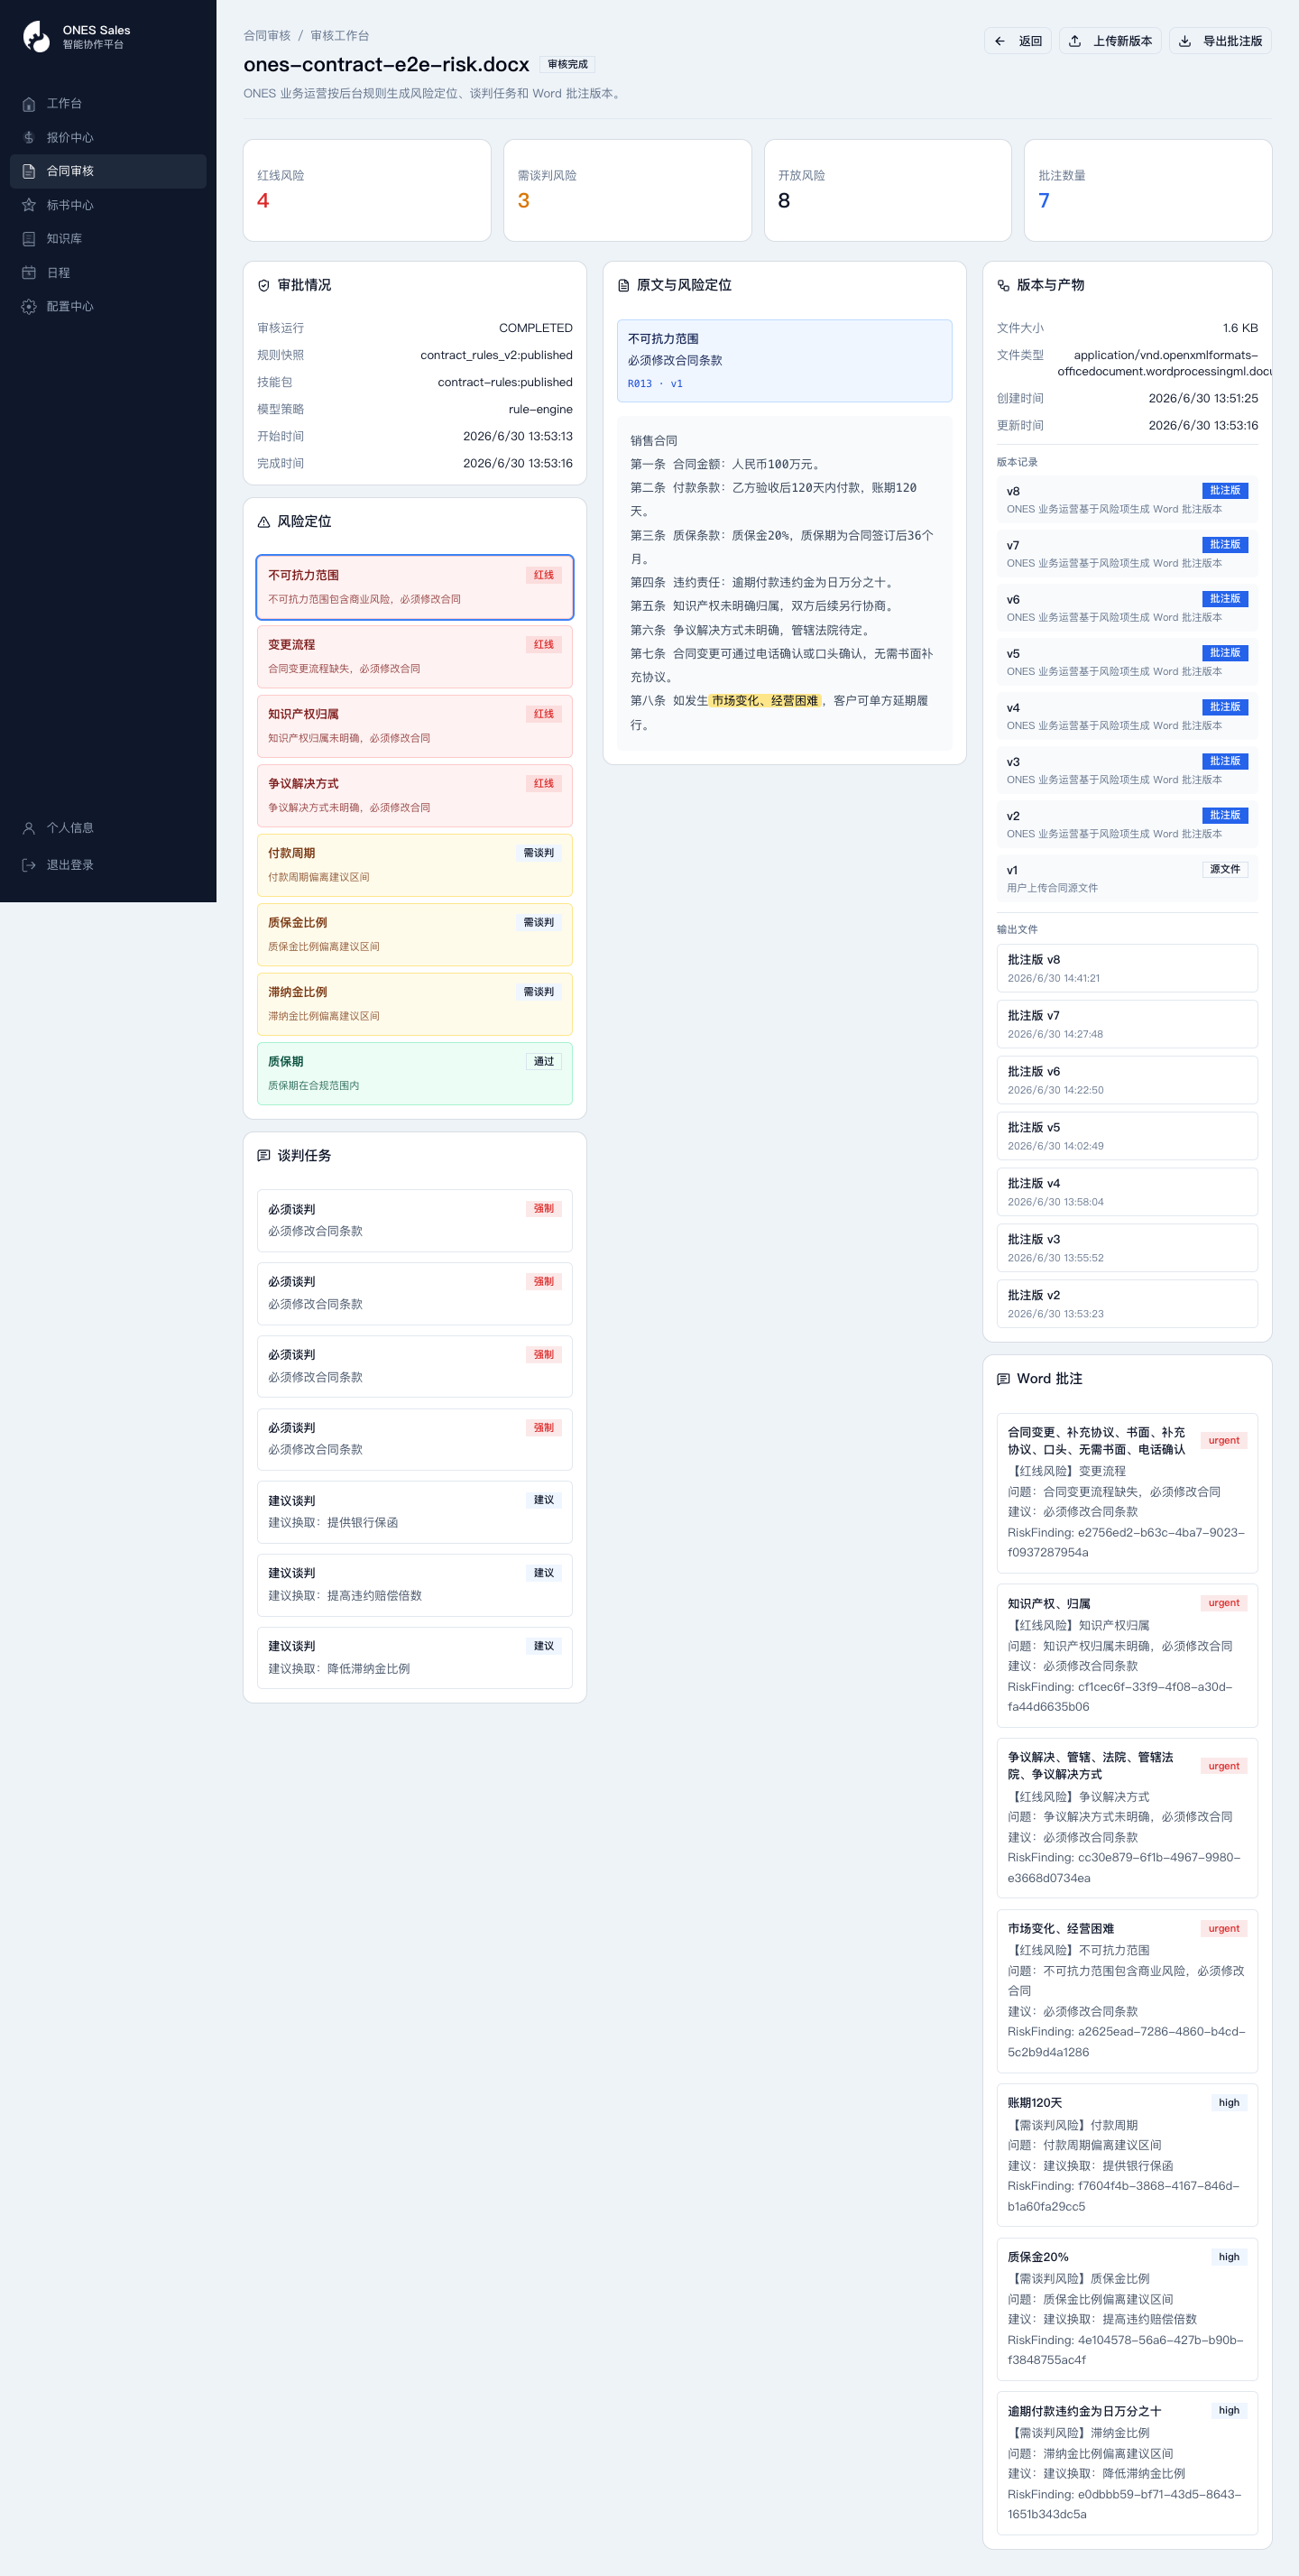 ONES Sales
智能协作平台
工作台
报价中心
合同审核
标书中心
知识库
日程
配置中心
个人信息
退出登录
合同审核 / 审核工作台
ones-contract-e2e-risk.docx 审核完成
ONES 业务运营按后台规则生成风险定位、谈判任务和 Word 批注版本。
返回
上传新版本
导出批注版
红线风险
4
需谈判风险
3
开放风险
8
批注数量
7
审批情况
审核运行 COMPLETED
规则快照 contract_rules_v2:published
技能包 contract-rules:published
模型策略 rule-engine
开始时间 2026/6/30 13:53:13
完成时间 2026/6/30 13:53:16
风险定位
不可抗力范围 红线
不可抗力范围包含商业风险，必须修改合同
变更流程 红线
合同变更流程缺失，必须修改合同
知识产权归属 红线
知识产权归属未明确，必须修改合同
争议解决方式 红线
争议解决方式未明确，必须修改合同
付款周期 需谈判
付款周期偏离建议区间
质保金比例 需谈判
质保金比例偏离建议区间
滞纳金比例 需谈判
滞纳金比例偏离建议区间
质保期 通过
质保期在合规范围内
谈判任务
必须谈判 强制
必须修改合同条款
必须谈判 强制
必须修改合同条款
必须谈判 强制
必须修改合同条款
必须谈判 强制
必须修改合同条款
建议谈判 建议
建议换取：提供银行保函
建议谈判 建议
建议换取：提高违约赔偿倍数
建议谈判 建议
建议换取：降低滞纳金比例
原文与风险定位
不可抗力范围
必须修改合同条款
R013 · v1
销售合同
第一条 合同金额：人民币100万元。
第二条 付款条款：乙方验收后120天内付款，账期120
天。
第三条 质保条款：质保金20%，质保期为合同签订后36个
月。
第四条 违约责任：逾期付款违约金为日万分之十。
第五条 知识产权未明确归属，双方后续另行协商。
第六条 争议解决方式未明确，管辖法院待定。
第七条 合同变更可通过电话确认或口头确认，无需书面补
充协议。
第八条 如发生市场变化、经营困难，客户可单方延期履
行。
版本与产物
文件大小 1.6 KB
文件类型 application/vnd.openxmlformats-
officedocument.wordprocessingml.docu
创建时间 2026/6/30 13:51:25
更新时间 2026/6/30 13:53:16
版本记录
v8 批注版
ONES 业务运营基于风险项生成 Word 批注版本
v7 批注版
ONES 业务运营基于风险项生成 Word 批注版本
v6 批注版
ONES 业务运营基于风险项生成 Word 批注版本
v5 批注版
ONES 业务运营基于风险项生成 Word 批注版本
v4 批注版
ONES 业务运营基于风险项生成 Word 批注版本
v3 批注版
ONES 业务运营基于风险项生成 Word 批注版本
v2 批注版
ONES 业务运营基于风险项生成 Word 批注版本
v1 源文件
用户上传合同源文件
输出文件
批注版 v8
2026/6/30 14:41:21
批注版 v7
2026/6/30 14:27:48
批注版 v6
2026/6/30 14:22:50
批注版 v5
2026/6/30 14:02:49
批注版 v4
2026/6/30 13:58:04
批注版 v3
2026/6/30 13:55:52
批注版 v2
2026/6/30 13:53:23
Word 批注
合同变更、补充协议、书面、补充
协议、口头、无需书面、电话确认 urgent
【红线风险】变更流程
问题：合同变更流程缺失，必须修改合同
建议：必须修改合同条款
RiskFinding: e2756ed2-b63c-4ba7-9023-
f0937287954a
知识产权、归属 urgent
【红线风险】知识产权归属
问题：知识产权归属未明确，必须修改合同
建议：必须修改合同条款
RiskFinding: cf1cec6f-33f9-4f08-a30d-
fa44d6635b06
争议解决、管辖、法院、管辖法
院、争议解决方式 urgent
【红线风险】争议解决方式
问题：争议解决方式未明确，必须修改合同
建议：必须修改合同条款
RiskFinding: cc30e879-6f1b-4967-9980-
e3668d0734ea
市场变化、经营困难 urgent
【红线风险】不可抗力范围
问题：不可抗力范围包含商业风险，必须修改
合同
建议：必须修改合同条款
RiskFinding: a2625ead-7286-4860-b4cd-
5c2b9d4a1286
账期120天 high
【需谈判风险】付款周期
问题：付款周期偏离建议区间
建议：建议换取：提供银行保函
RiskFinding: f7604f4b-3868-4167-846d-
b1a60fa29cc5
质保金20% high
【需谈判风险】质保金比例
问题：质保金比例偏离建议区间
建议：建议换取：提高违约赔偿倍数
RiskFinding: 4e104578-56a6-427b-b90b-
f3848755ac4f
逾期付款违约金为日万分之十 high
【需谈判风险】滞纳金比例
问题：滞纳金比例偏离建议区间
建议：建议换取：降低滞纳金比例
RiskFinding: e0dbbb59-bf71-43d5-8643-
1651b343dc5a